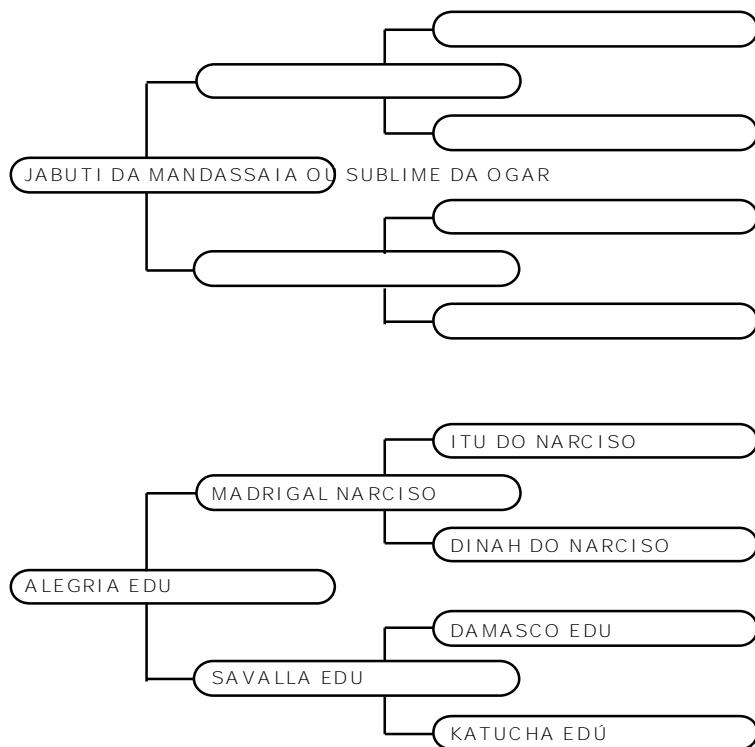 JABUTI DA MANDASSAIA OU SUBLIME DA OGAR
ITU DO NARCISO
MADRIGAL NARCISO
DINAH DO NARCISO
ALEGRIA EDU
DAMASCO EDU
SAVALLA EDU
KATUCHA EDÚ